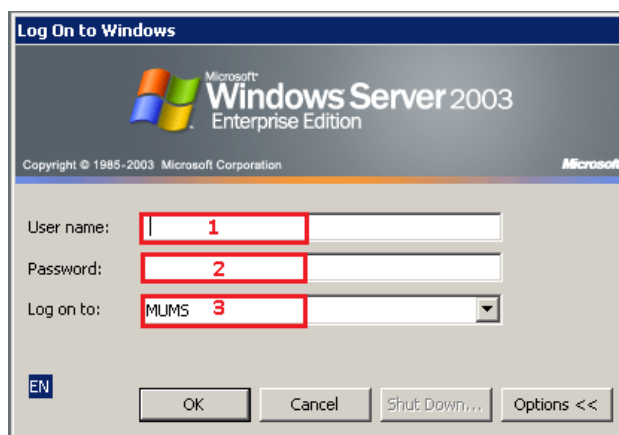 Log On to Windows
Microsoft
Windows Server 2003
Enterprise Edition
Copyright © 1985-2003 Microsoft Corporation
Microsoft
User name: 1
Password: 2
Log on to: MUMS 3
EN
OK Cancel Shut Down... Options <<